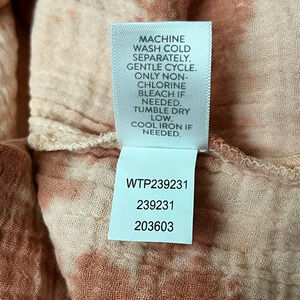 MACHINE
WASH COLD
SEPARATELY.
GENTLE CYCLE.
ONLY NON-
CHLORINE
BLEACH IF
NEEDED.
TUMBLE DRY
LOW.
COOL IRON IF
NEEDED.
WTP239231
239231
203603